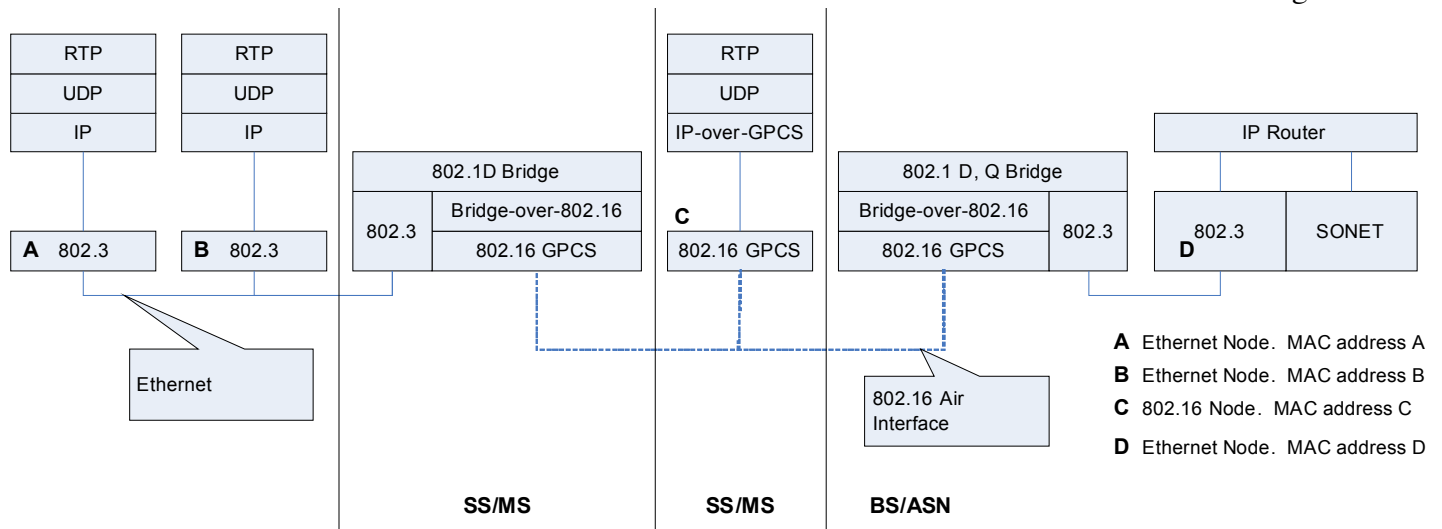 RTP
UDP
IP
A 802.3
RTP
UDP
IP
B 802.3
Ethernet
802.1D Bridge
802.3
Bridge-over-802.16
802.16 GPCS
SS/MS
RTP
UDP
IP-over-GPCS
C
802.16 GPCS
SS/MS
802.1 D, Q Bridge
Bridge-over-802.16
802.16 GPCS
802.3
802.16 Air
Interface
BS/ASN
IP Router
802.3
D
SONET
A Ethernet Node. MAC address A
B Ethernet Node. MAC address B
C 802.16 Node. MAC address C
D Ethernet Node. MAC address D